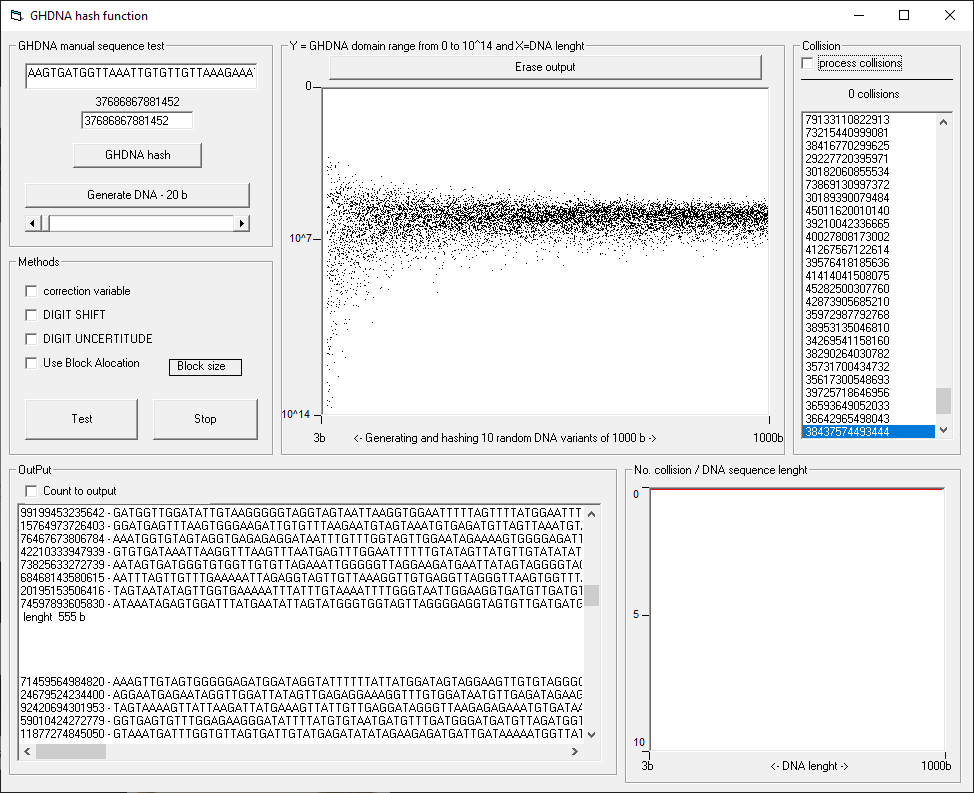 GHDNA hash function
GHDNA manual sequence test
AAGTGATGGTTAAATTGTGTTGTTAAAGAAA
37686867881452
37686867881452
GHDNA hash
Generate DNA - 20 b
Methods
correction variable
DIGIT SHIFT
DIGIT UNCERTITUDE
Use Block Alocation
Block size
Test
Stop
Y = GHDNA domain range from 0 to 10^14 and X=DNA lenght
Erase output
0
10^7
10^14
3b
<- Generating and hashing 10 random DNA variants of 1000 b ->
1000b
Collision
process collisions
0 collisions
79133110822913
73215440999081
38416770299625
29227720395971
30182060855534
73869130997372
30189390079484
45011620010140
39210042336665
40027808173002
41267567122614
39576418185636
41414041508075
45282500307760
42873905685210
35972987792768
38953135046810
34269541158160
38290264030782
35731700434732
35617300548693
39725718646956
36593649052033
36642965498043
38437574493444
OutPut
Count to output
99199453235642 - GATGGTTGGATATTGTAAGGGGGTAGGTAGTAATTAAGGTGGAATTTTTAGTTTTATGGAATTT
15764973726403 - GGATGAGTTTAAGTGGGAAGATTGTGTTTAAGAATGTAGTAAATGTGAGATGTTAGTTAAATGT
76467673806784 - AAATGGTGTAGTAGGTGAGAGAGGATAATTTGTTTGGTAGTTGGAATAGAAAAGTGGGGAGATT
42210333947939 - GTGTGATAAATTAAGGTTTAAGTTTAATGAGTTTGGAATTTTTTGTATAGTTATGTTGTATATAT
73825633272739 - AATAGTGATGGGTGTGGTTGTGTTTAGAAATTGGGGGTTAGGAAGATGAATTATAGTAGGGGTA
68468143580615 - AATTTAGTTGTTTGAAAAATTAGAGGTAGTTGTTAAAGGTTGTGAGGTTAGGGTTAAGTGGTTT
20195153506416 - TAGTAATATAGTTGGTGAAAAATTTATTTGTAAAATTTTGGGTAATTGGAAGGTGATGTTGATGT
74597893605830 - ATAAATAGAGTGGATTTATGAATATTAGTATGGGTGGTAGTTAGGGGAGGTAGTGTTGATGATG
lenght  555 b
71459564984820 - AAAGTTGTAGTGGGGGAGATGGATAGGTATTTTTTATTATGGATAGTAGGAAGTTGTGTAGGGG
24679524234400 - AGGAATGAGAATAGGTTGGATTATAGTTGAGAGGAAAGGTTTGTGGATAATGTTGAGATAGAAG
92420694301953 - TAGTAAAAGTTATTAAGATTATGAAAGTTATTGTTGAGGATAGGGTTAAGAGAGAAATGTGATAA
59010424272779 - GGTGAGTGTTTGGAGAAGGGATATTTTATGTGTAATGATGTTTGATGGGATGATGTTAGATGGT
11877274845050 - GTAAATGATTTGGTGTTAGTGATTGTATGAGATATATAGAAGAGATGATTGATAAAAATGGTTAT
No. collision / DNA sequence lenght
0
5
10
3b
<- DNA lenght ->
1000b